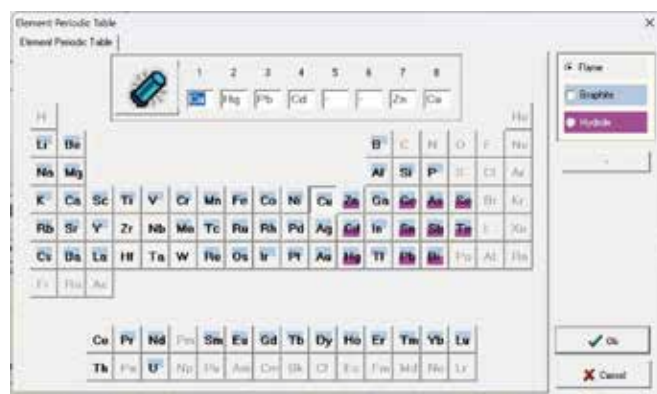 Element Periodic Table
Element Periodic Table
1 2 3 4 5 6 7 8
Hg Pb Cd - - Zn Ca
Flame
Graphite
Hydride
H He
Li Be B C N O F Ne
Na Mg Al Si P S Cl Ar
K Ca Sc Ti V Cr Mn Fe Co Ni Cu Zn Ga Ge As Se Br Kr
Rb Sr Y Zr Nb Mo Tc Ru Rh Pd Ag Cd In Sn Sb Te I Xe
Cs Ba La Hf Ta W Re Os Ir Pt Au Hg Tl Pb Bi Po At Rn
Fr Ra Ac
Ce Pr Nd Pm Sm Eu Gd Tb Dy Ho Er Tm Yb Lu
Th Pa U Np Pu Am Cm Bk Cf Es Fm Md No Lr
Ok
Cancel